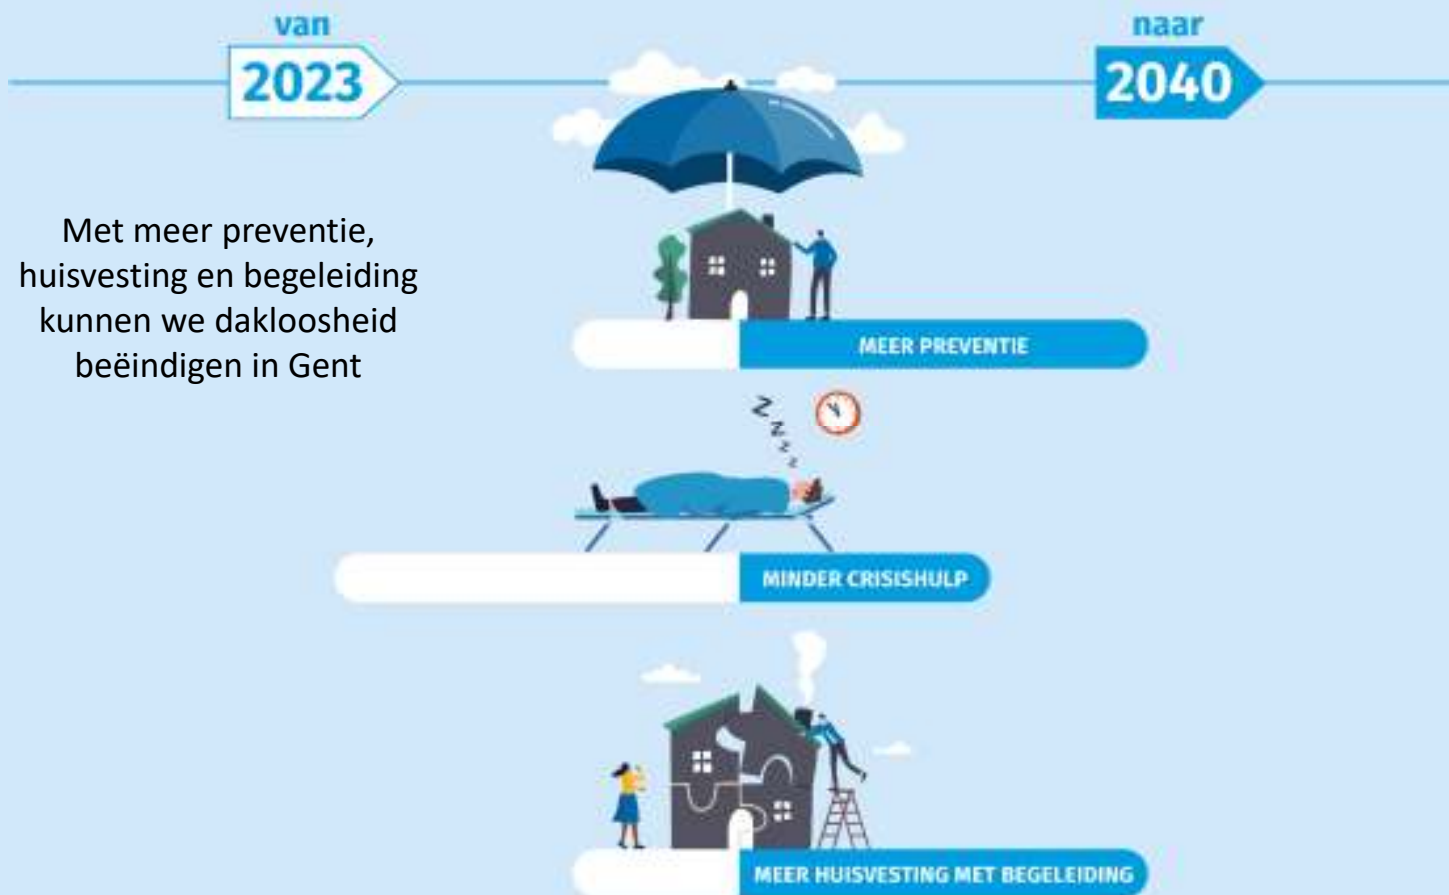 van
2023
naar
2040
Met meer preventie,
huisvesting en begeleiding
kunnen we dakloosheid
beëindigen in Gent
MEER PREVENTIE
Z
Z
Z
Z
MINDER CRISISHULP
MEER HUISVESTING MET BEGELEIDING